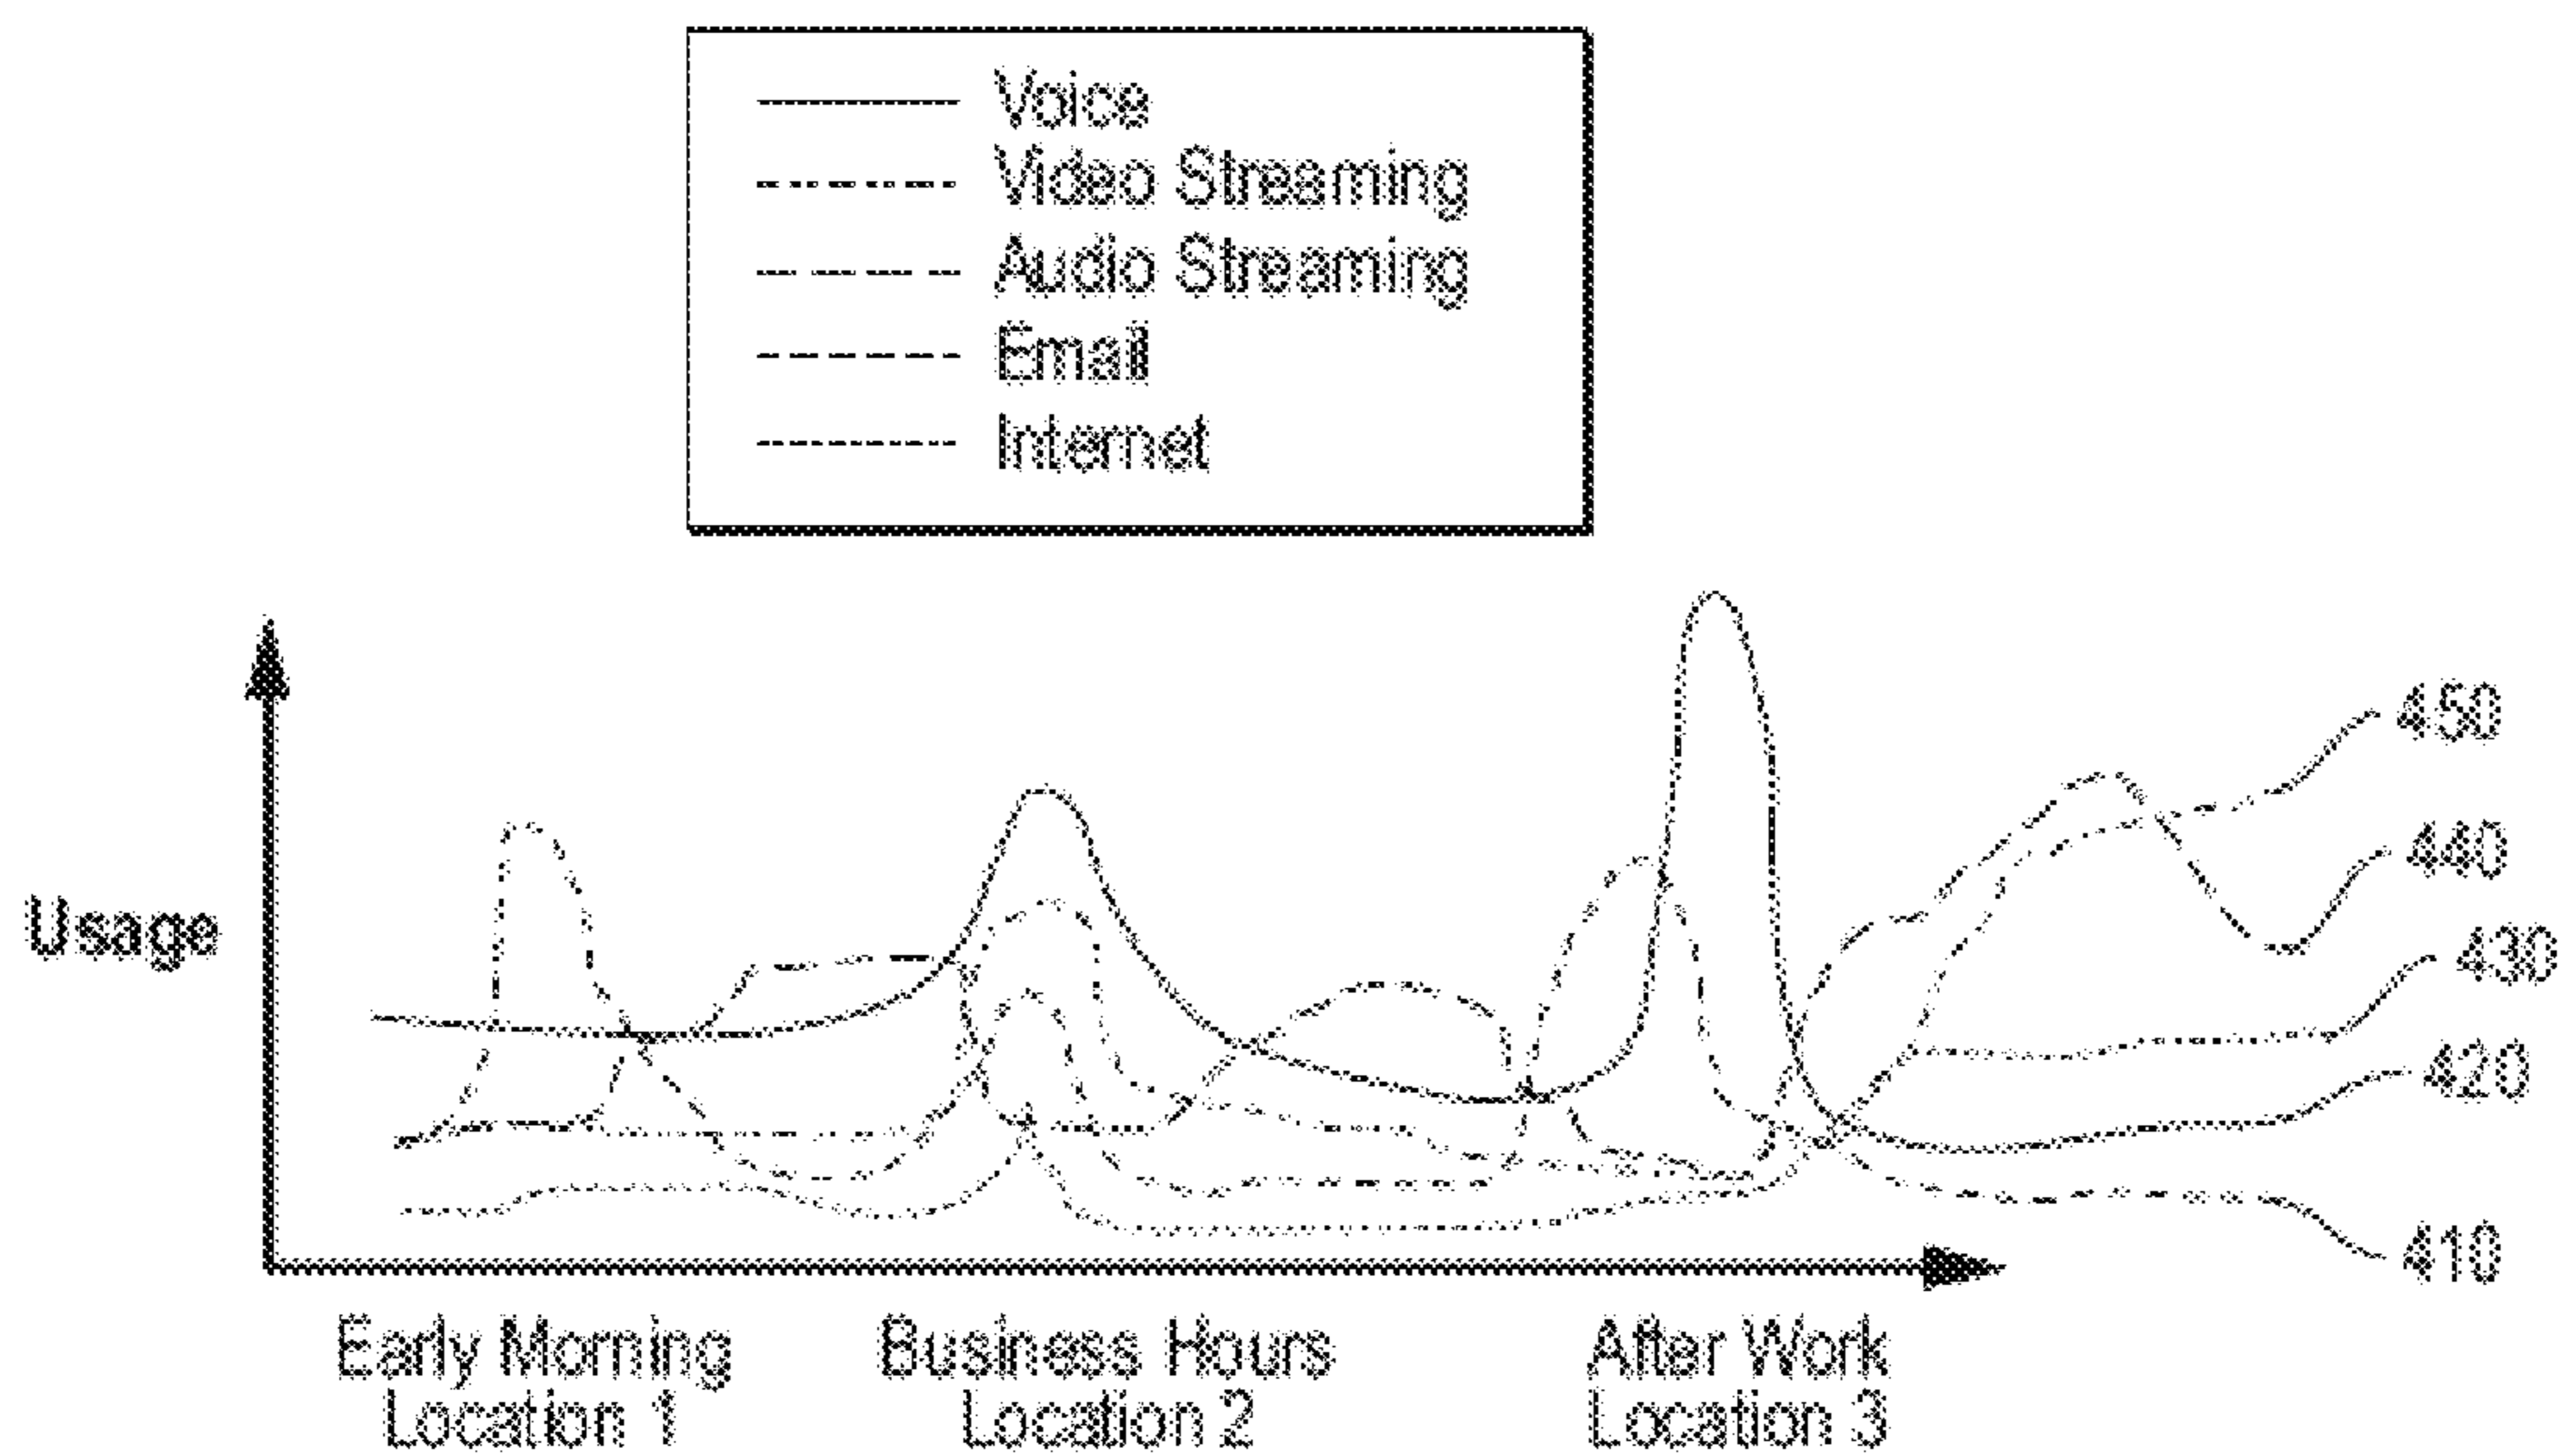 Voice
Video Streaming
Audio Streaming
Email
Internet
450
440
Usage
430
420
410
Early Morning
Location 1
Business Hours
Location 2
After Work
Location 3